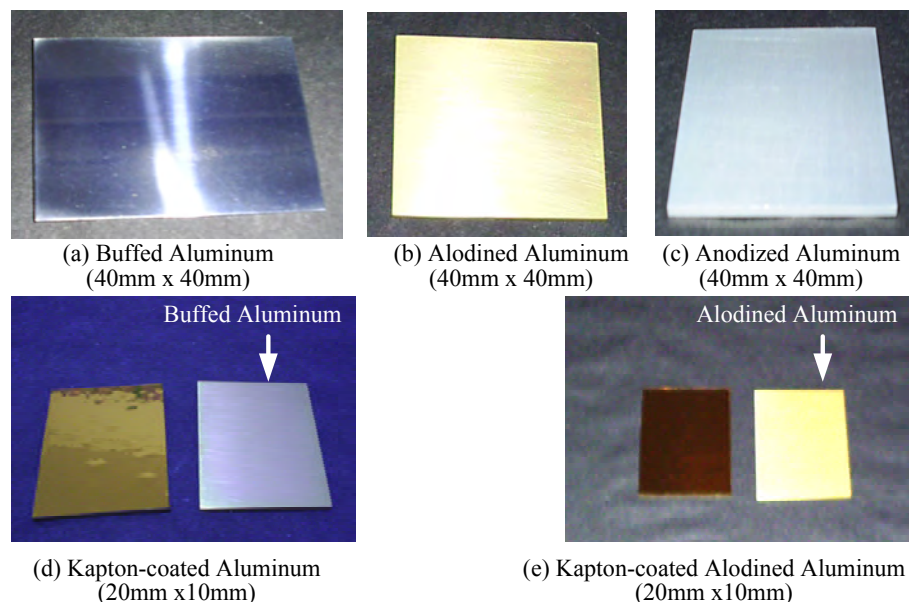 (a) Buffed Aluminum
(40mm x 40mm)
(b) Alodined Aluminum
(40mm x 40mm)
(c) Anodized Aluminum
(40mm x 40mm)
Buffed Aluminum
Alodined Aluminum
(d) Kapton-coated Aluminum
(20mm x10mm)
(e) Kapton-coated Alodined Aluminum
(20mm x10mm)